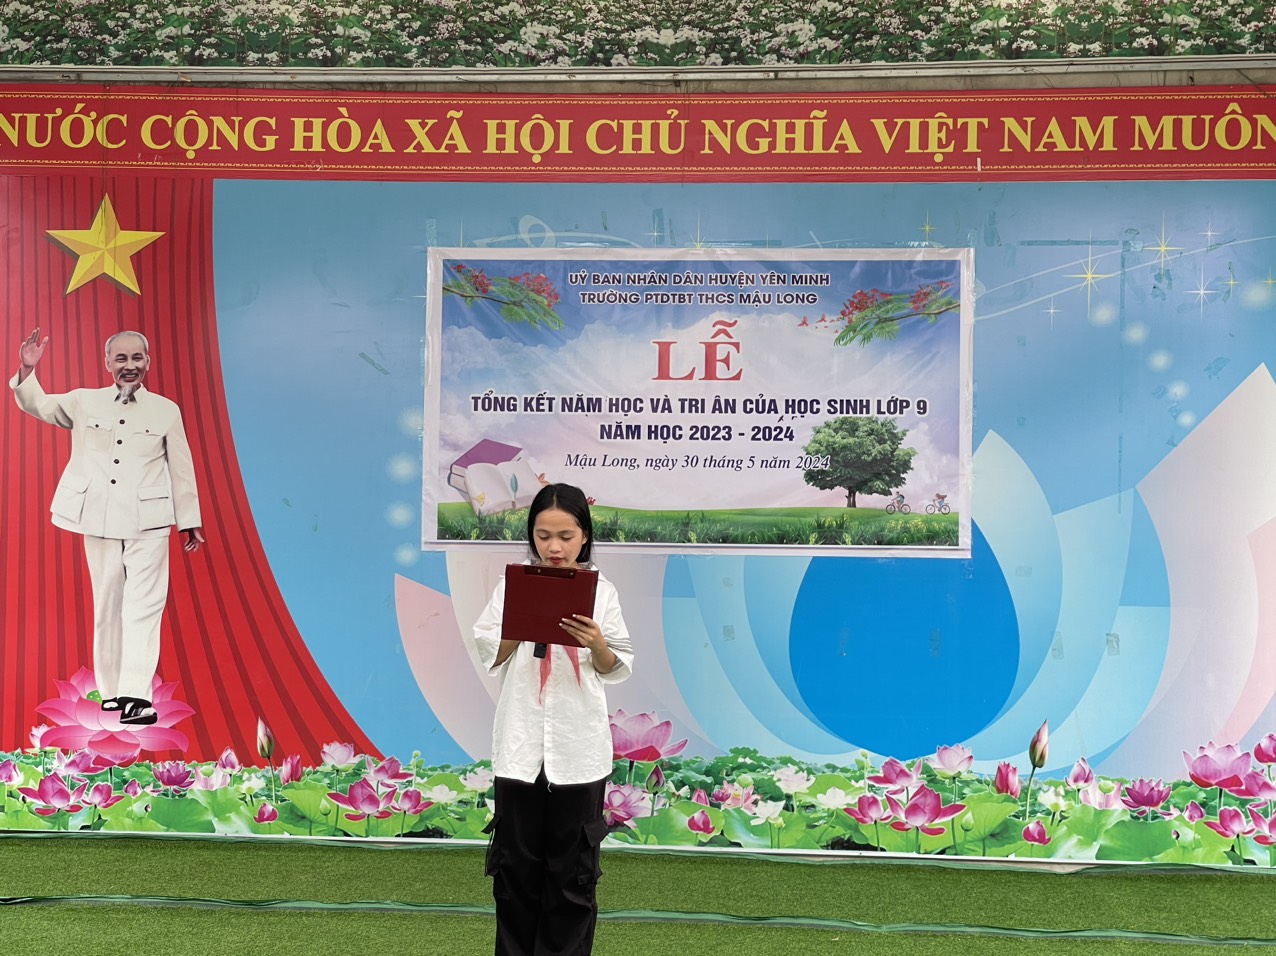 NƯỚC CỘNG HÒA XÃ HỘI CHỦ NGHĨA VIỆT NAM MUÔN
UỶ BAN NHÂN DÂN HUYỆN YÊN MINH
TRƯỜNG PTDTBT THCS MẬU LONG
LỄ
TỔNG KẾT NĂM HỌC VÀ TRI ÂN CỦA HỌC SINH LỚP 9
NĂM HỌC 2023 - 2024
Mậu Long, ngày 30 tháng 5 năm 2024